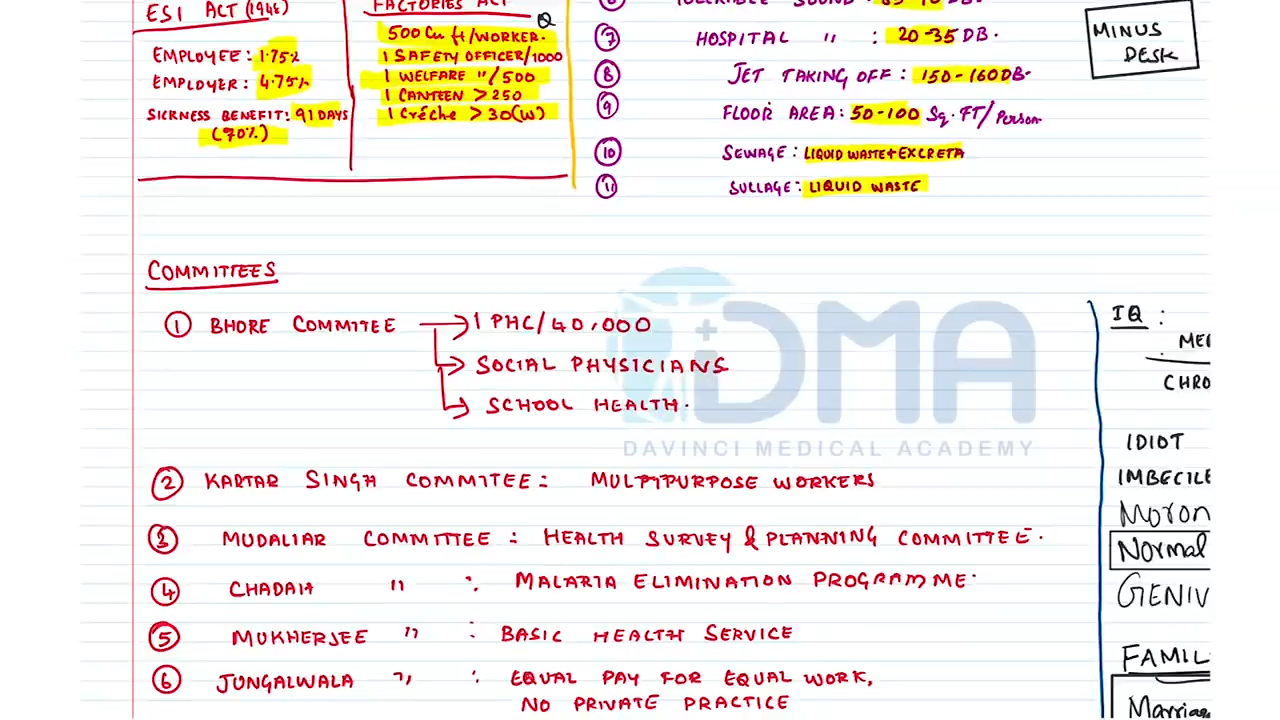 ESI ACT (1948)
EMPLOYEE: 1.75%
EMPLOYER: 4.75%
SICKNESS BENEFIT: 91 DAYS
(70%)
FACTORIES ACT
500 Cu ft/WORKER.
1 SAFETY OFFICER/1000
1 WELFARE "/500
1 CANTEEN > 250
1 Créche > 30(W)
7 HOSPITAL " : 20-35 DB.
8 JET TAKING OFF: 150-160DB.
9 FLOOR AREA: 50-100 Sq.FT/Person
10 SEWAGE: LIQUID WASTE+EXCRETA
11 SULLAGE: LIQUID WASTE
MINUS
DESK
COMMITTEES
1 BHORE COMMITEE → 1 PHC/40,000
→ SOCIAL PHYSICIANS
→ SCHOOL HEALTH.
DMA
DAVINCI MEDICAL ACADEMY
2 KARTAR SINGH COMMITEE: MULTIPURPOSE WORKERS
3 MUDALIAR COMMITTEE: HEALTH SURVEY & PLANNING COMMITTEE.
4 CHADAH " : MALARIA ELIMINATION PROGRAMME.
5 MUKHERJEE " : BASIC HEALTH SERVICE
6 JUNGALWALA " : EQUAL PAY FOR EQUAL WORK,
NO PRIVATE PRACTICE
IQ :
IDIOT
IMBECILE
Moron
Normal